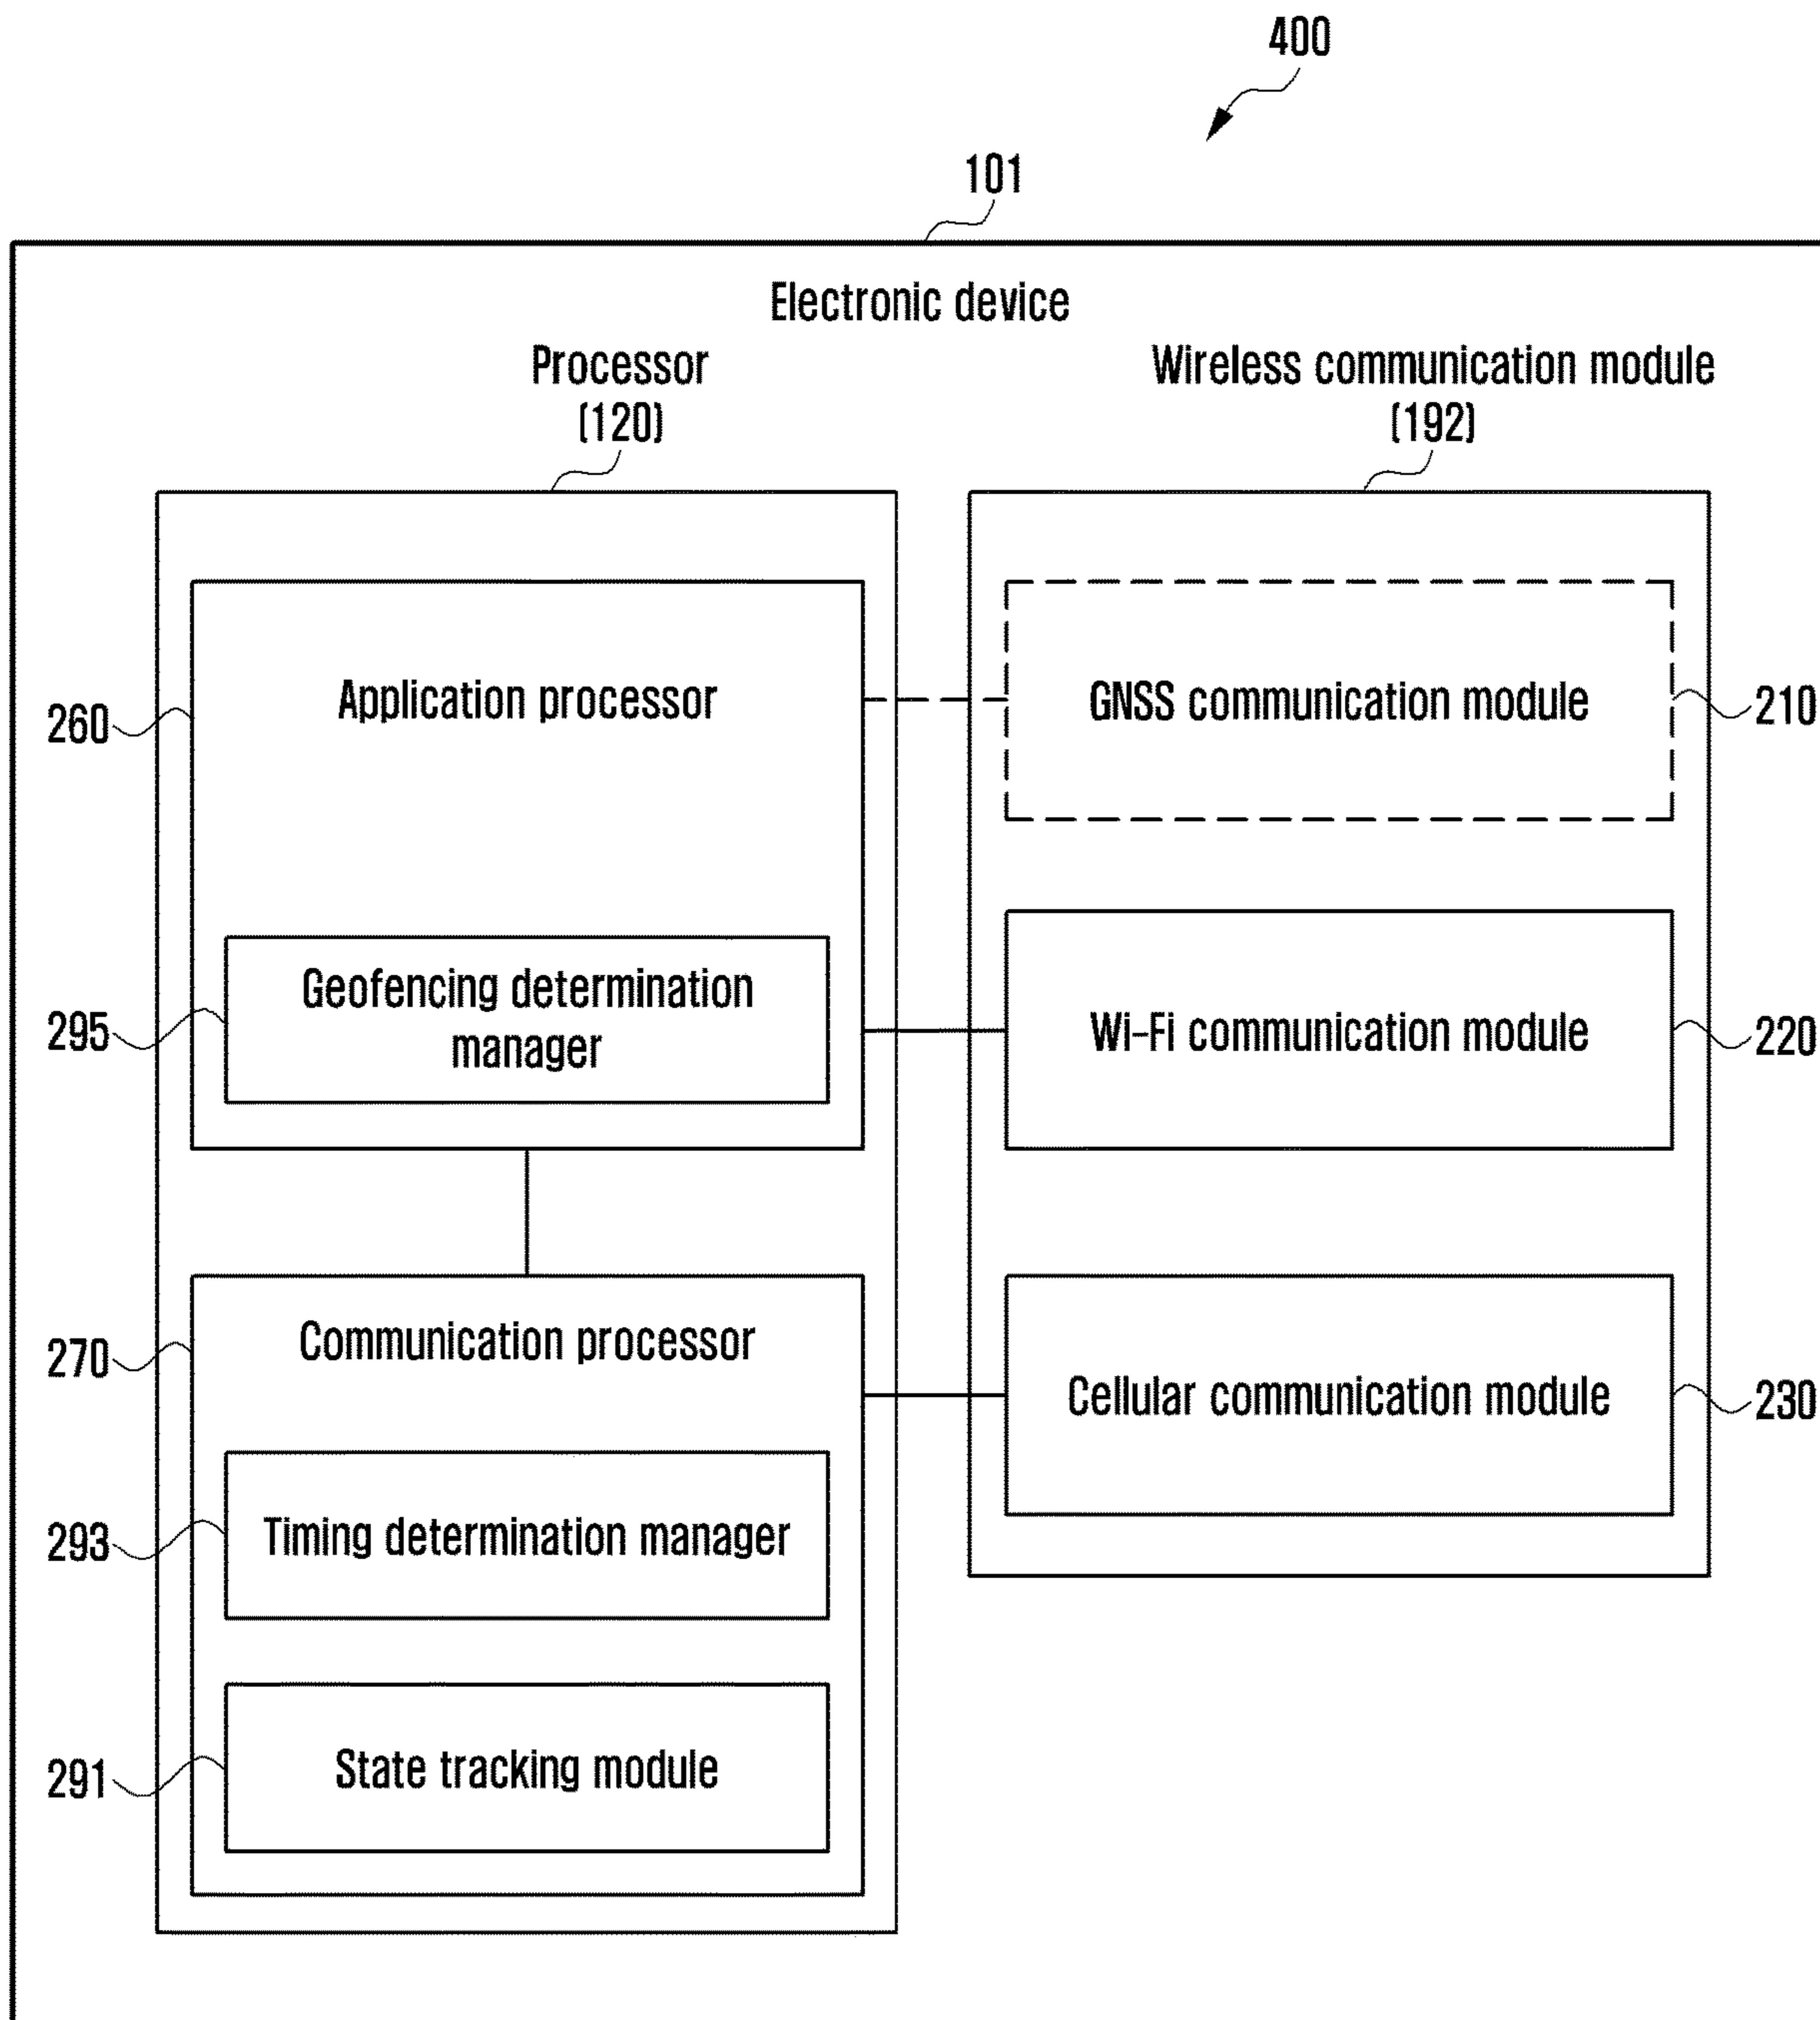 400
101
Electronic device
Processor
(120)
Wireless communication module
(192)
Application processor
260
GNSS communication module
210
Geofencing determination
manager
295
Wi-Fi communication module
220
Communication processor
270
Cellular communication module
230
Timing determination manager
293
State tracking module
291